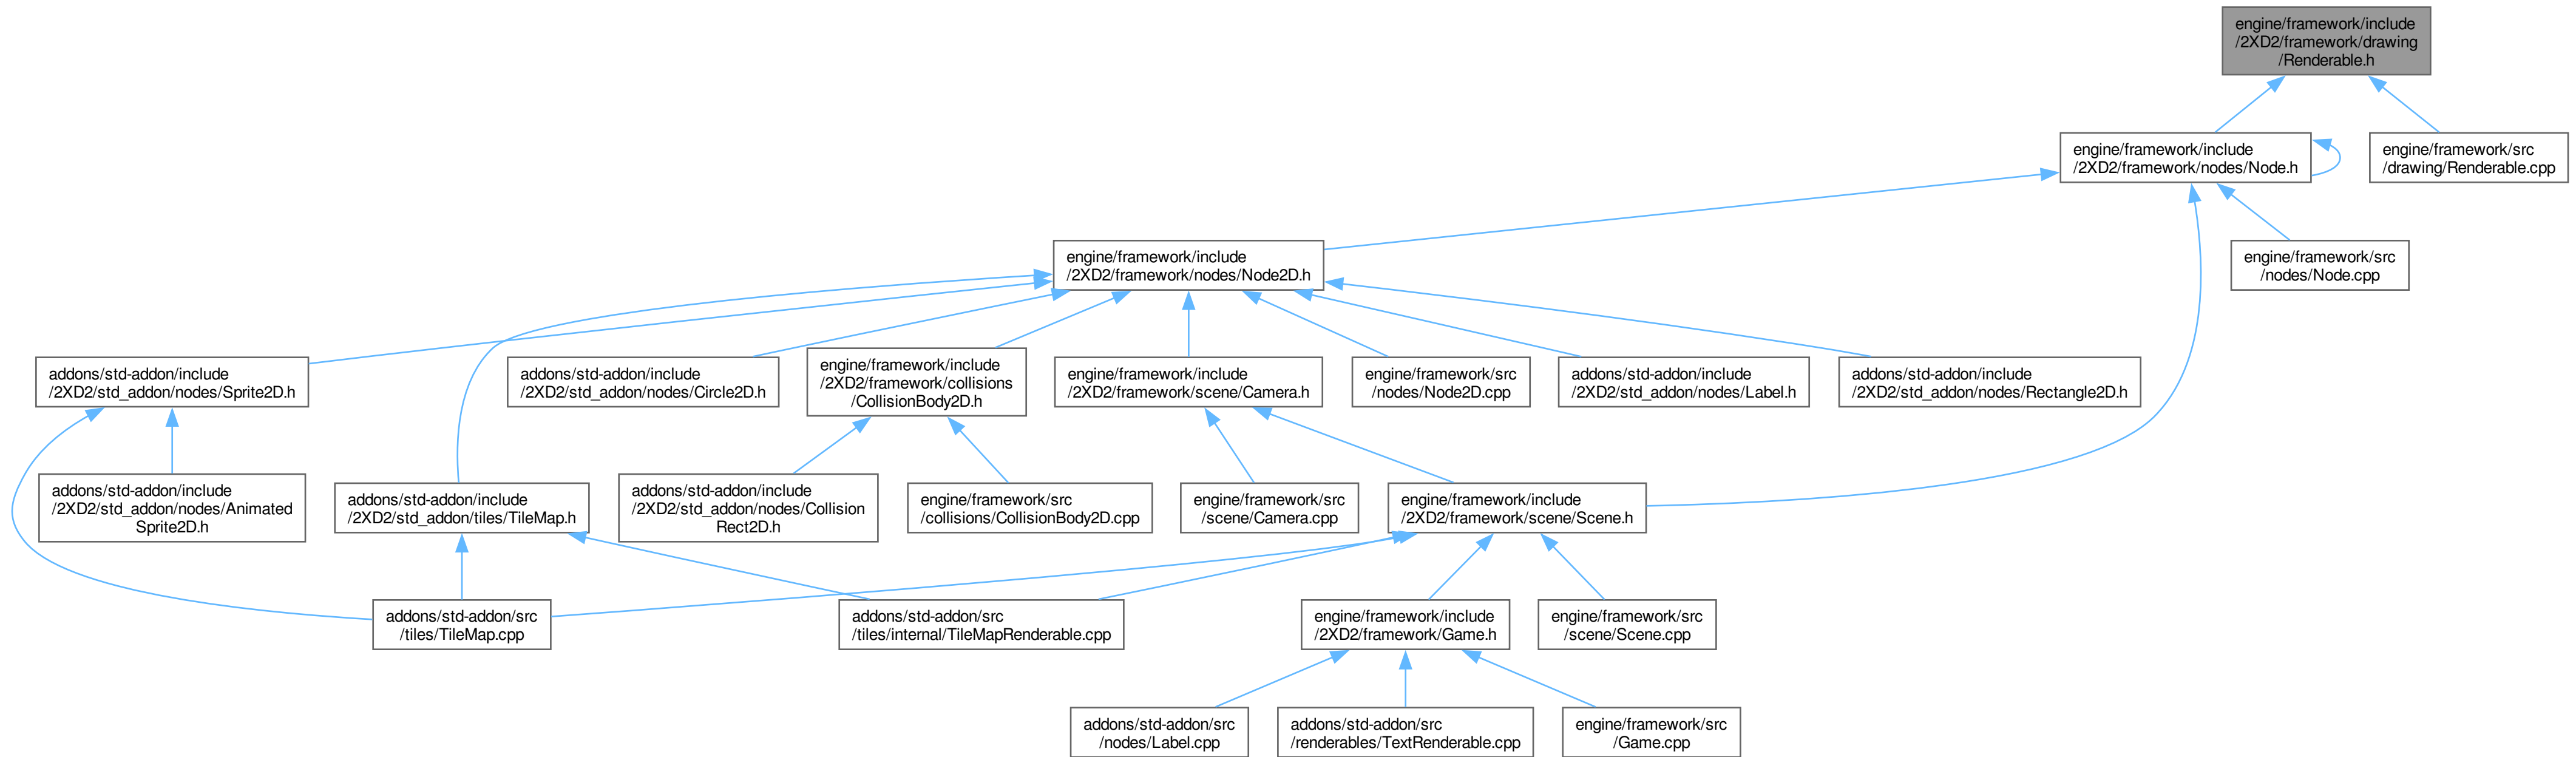 engine/framework/include
/2XD2/framework/drawing
/Renderable.h
engine/framework/include
/2XD2/framework/nodes/Node.h
engine/framework/src
/drawing/Renderable.cpp
engine/framework/include
/2XD2/framework/nodes/Node2D.h
engine/framework/src
/nodes/Node.cpp
addons/std-addon/include
/2XD2/std_addon/nodes/Sprite2D.h
addons/std-addon/include
/2XD2/std_addon/nodes/Circle2D.h
engine/framework/include
/2XD2/framework/collisions
/CollisionBody2D.h
engine/framework/include
/2XD2/framework/scene/Camera.h
engine/framework/src
/nodes/Node2D.cpp
addons/std-addon/include
/2XD2/std_addon/nodes/Label.h
addons/std-addon/include
/2XD2/std_addon/nodes/Rectangle2D.h
addons/std-addon/include
/2XD2/std_addon/nodes/Animated
Sprite2D.h
addons/std-addon/include
/2XD2/std_addon/tiles/TileMap.h
addons/std-addon/include
/2XD2/std_addon/nodes/Collision
Rect2D.h
engine/framework/src
/collisions/CollisionBody2D.cpp
engine/framework/src
/scene/Camera.cpp
engine/framework/include
/2XD2/framework/scene/Scene.h
addons/std-addon/src
/tiles/TileMap.cpp
addons/std-addon/src
/tiles/internal/TileMapRenderable.cpp
engine/framework/include
/2XD2/framework/Game.h
engine/framework/src
/scene/Scene.cpp
addons/std-addon/src
/nodes/Label.cpp
addons/std-addon/src
/renderables/TextRenderable.cpp
engine/framework/src
/Game.cpp